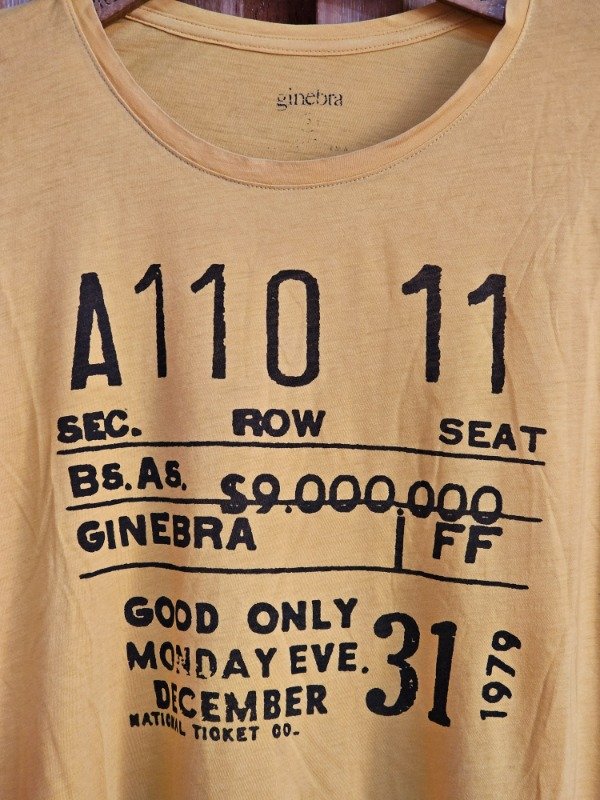 ginebra
A110 11
SEC. ROW SEAT
Bs.As. $9.000.000
GINEBRA FF
GOOD ONLY
MONDAY EVE. 31 1979
DECEMBER
NATIONAL TICKET CO-